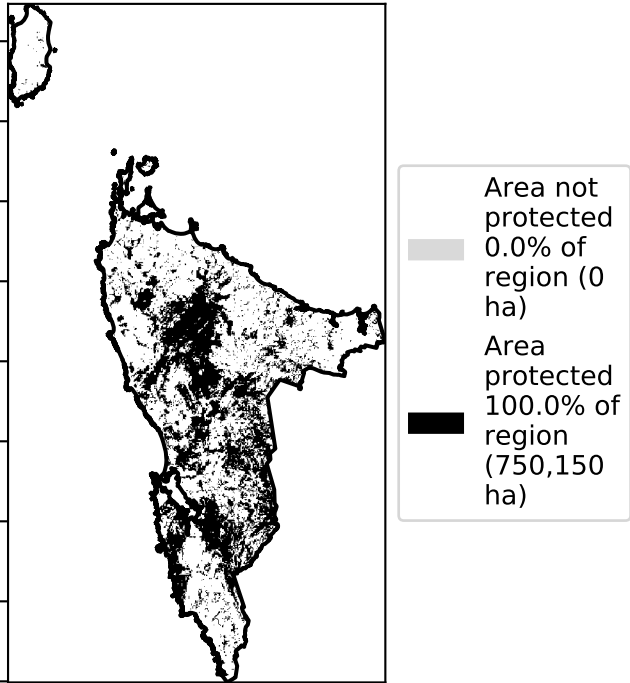 Area not
protected
0.0% of
region (0
ha)
Area
protected
100.0% of
region
(750,150
ha)